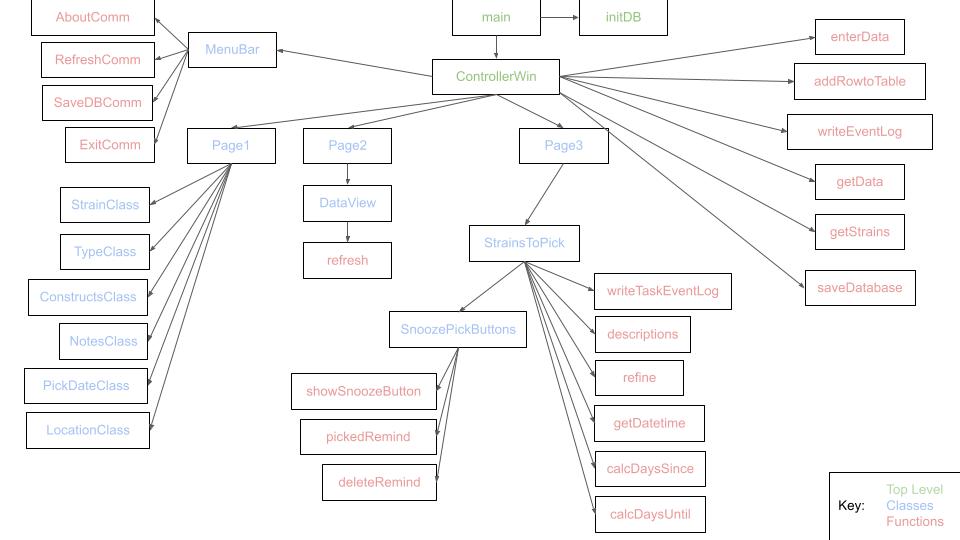 AboutComm
main
initDB
enterData
MenuBar
RefreshComm
ControllerWin
addRowtoTable
SaveDBComm
writeEventLog
ExitComm
Page1
Page2
Page3
getData
StrainClass
DataView
getStrains
TypeClass
StrainsToPick
refresh
saveDatabase
ConstructsClass
writeTaskEventLog
SnoozePickButtons
descriptions
NotesClass
refine
PickDateClass
showSnoozeButton
getDatetime
LocationClass
pickedRemind
calcDaysSince
deleteRemind
calcDaysUntil
Key:
Top Level
Classes
Functions